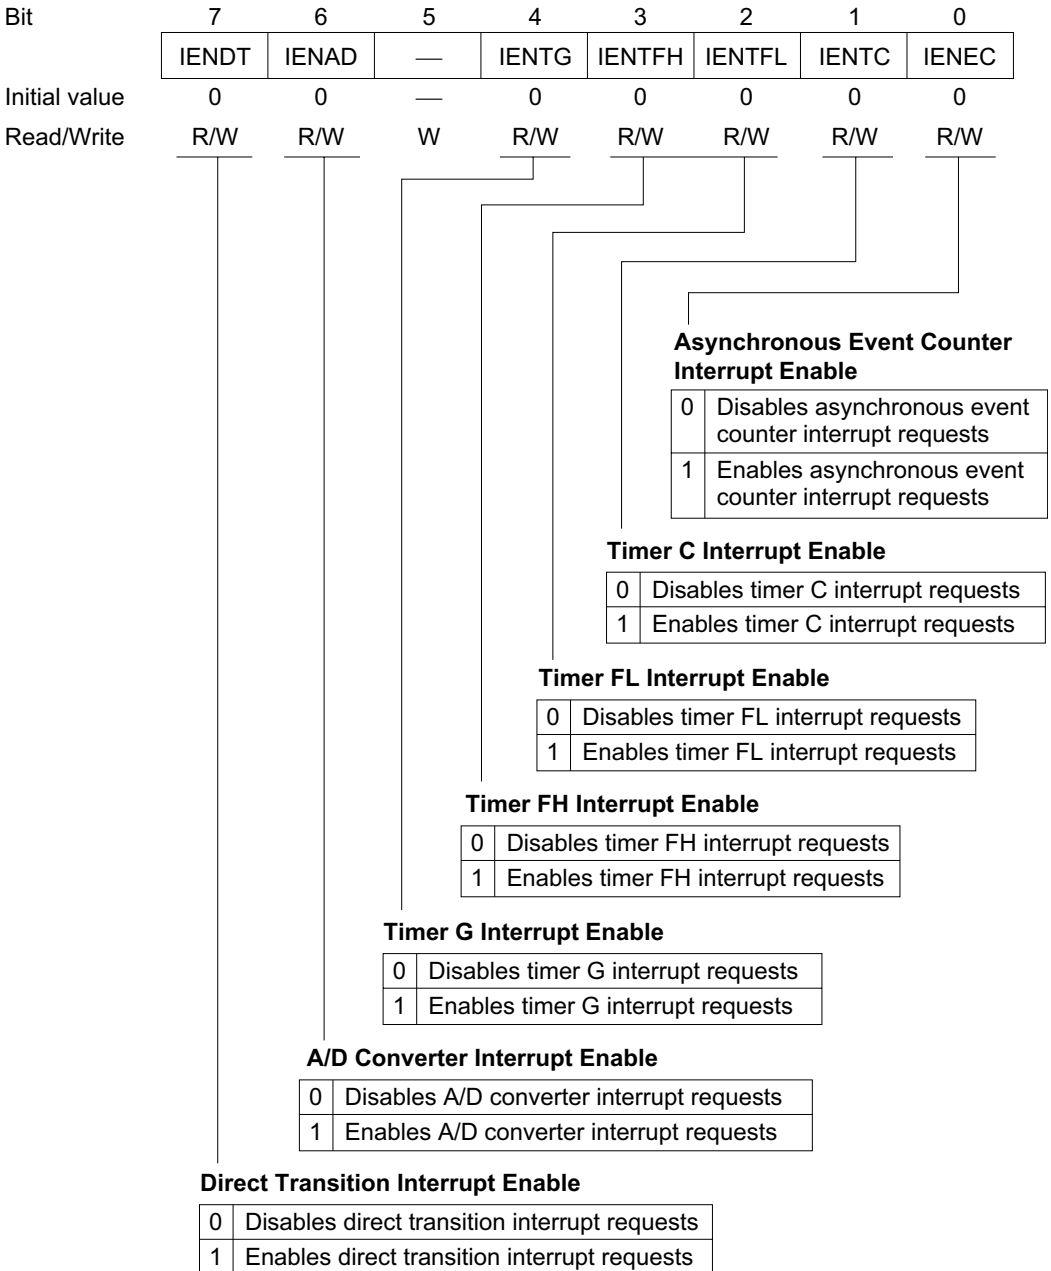 Bit 7 6 5 4 3 2 1 0
IENDT IENAD — IENTG IENTFH IENTFL IENTC IENEC
Initial value 0 0 — 0 0 0 0 0
Read/Write R/W R/W W R/W R/W R/W R/W R/W
Asynchronous Event Counter
Interrupt Enable
0 Disables asynchronous event
counter interrupt requests
1 Enables asynchronous event
counter interrupt requests
Timer C Interrupt Enable
0 Disables timer C interrupt requests
1 Enables timer C interrupt requests
Timer FL Interrupt Enable
0 Disables timer FL interrupt requests
1 Enables timer FL interrupt requests
Timer FH Interrupt Enable
0 Disables timer FH interrupt requests
1 Enables timer FH interrupt requests
Timer G Interrupt Enable
0 Disables timer G interrupt requests
1 Enables timer G interrupt requests
A/D Converter Interrupt Enable
0 Disables A/D converter interrupt requests
1 Enables A/D converter interrupt requests
Direct Transition Interrupt Enable
0 Disables direct transition interrupt requests
1 Enables direct transition interrupt requests